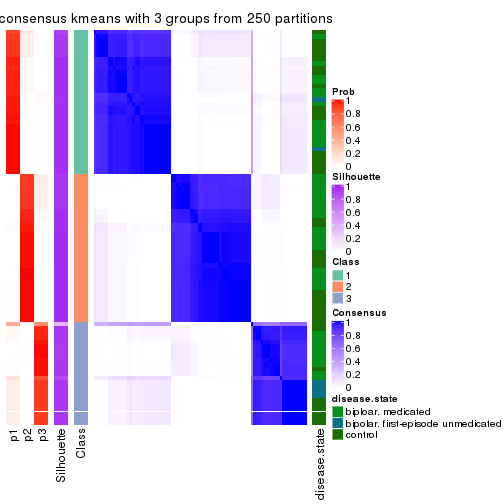 consensus kmeans with 3 groups from 250 partitions
Prob
1
0.8
0.6
0.4
0.2
0
Silhouette
1
0.8
0.6
0.4
0.2
0
Class
1
2
3
Consensus
1
0.8
0.6
0.4
0.2
0
disease.state
bipolar. medicated
bipolar. first-episode unmedicated
control
p1
p2
p3
Silhouette
Class
disease.state